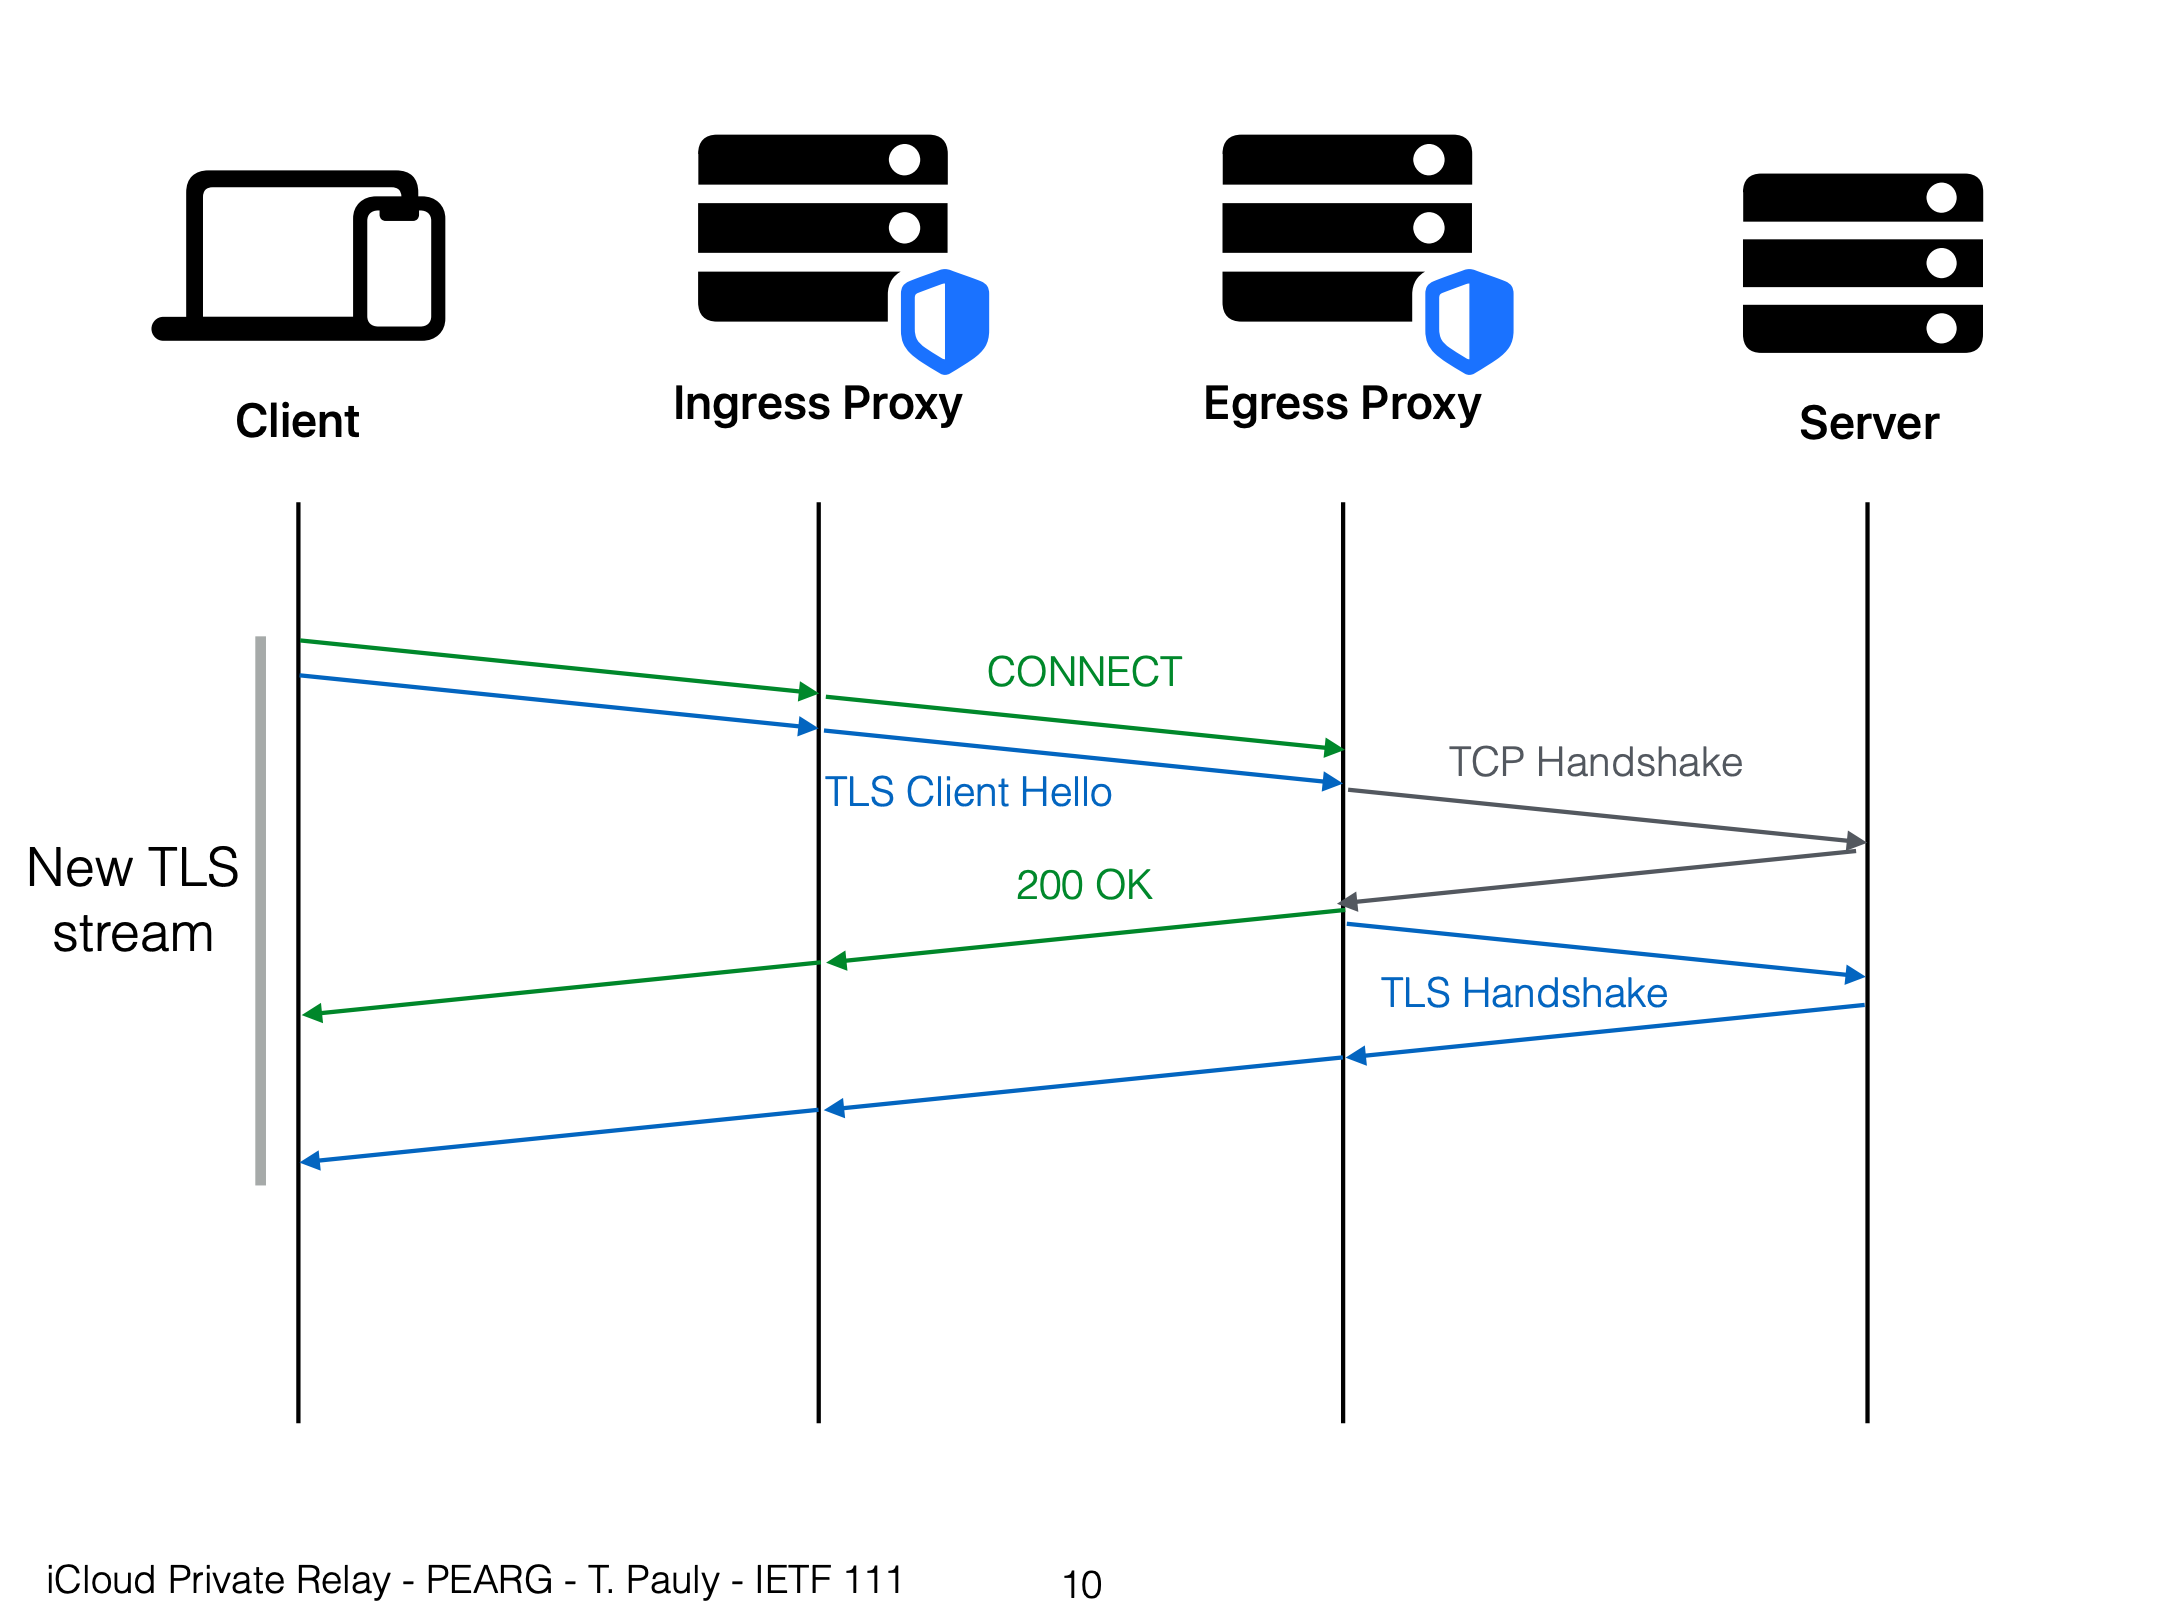 Client
Ingress Proxy
Egress Proxy
Server
CONNECT
TCP Handshake
TLS Client Hello
New TLS
stream
200 OK
TLS Handshake
iCloud Private Relay - PEARG - T. Pauly - IETF 111
10